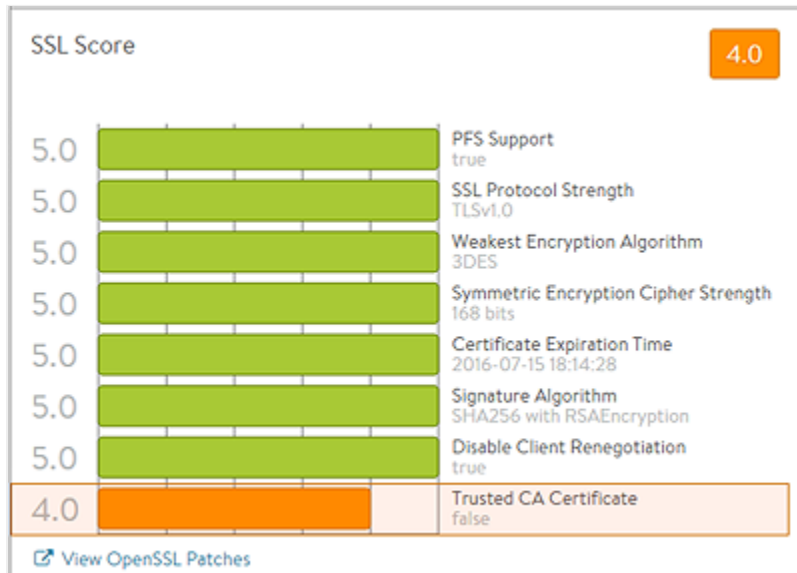 SSL Score
4.0
5.0
PFS Support
true
5.0
SSL Protocol Strength
TLSv1.0
5.0
Weakest Encryption Algorithm
3DES
5.0
Symmetric Encryption Cipher Strength
168 bits
5.0
Certificate Expiration Time
2016-07-15 18:14:28
5.0
Signature Algorithm
SHA256 with RSAEncryption
5.0
Disable Client Renegotiation
true
4.0
Trusted CA Certificate
false
View OpenSSL Patches